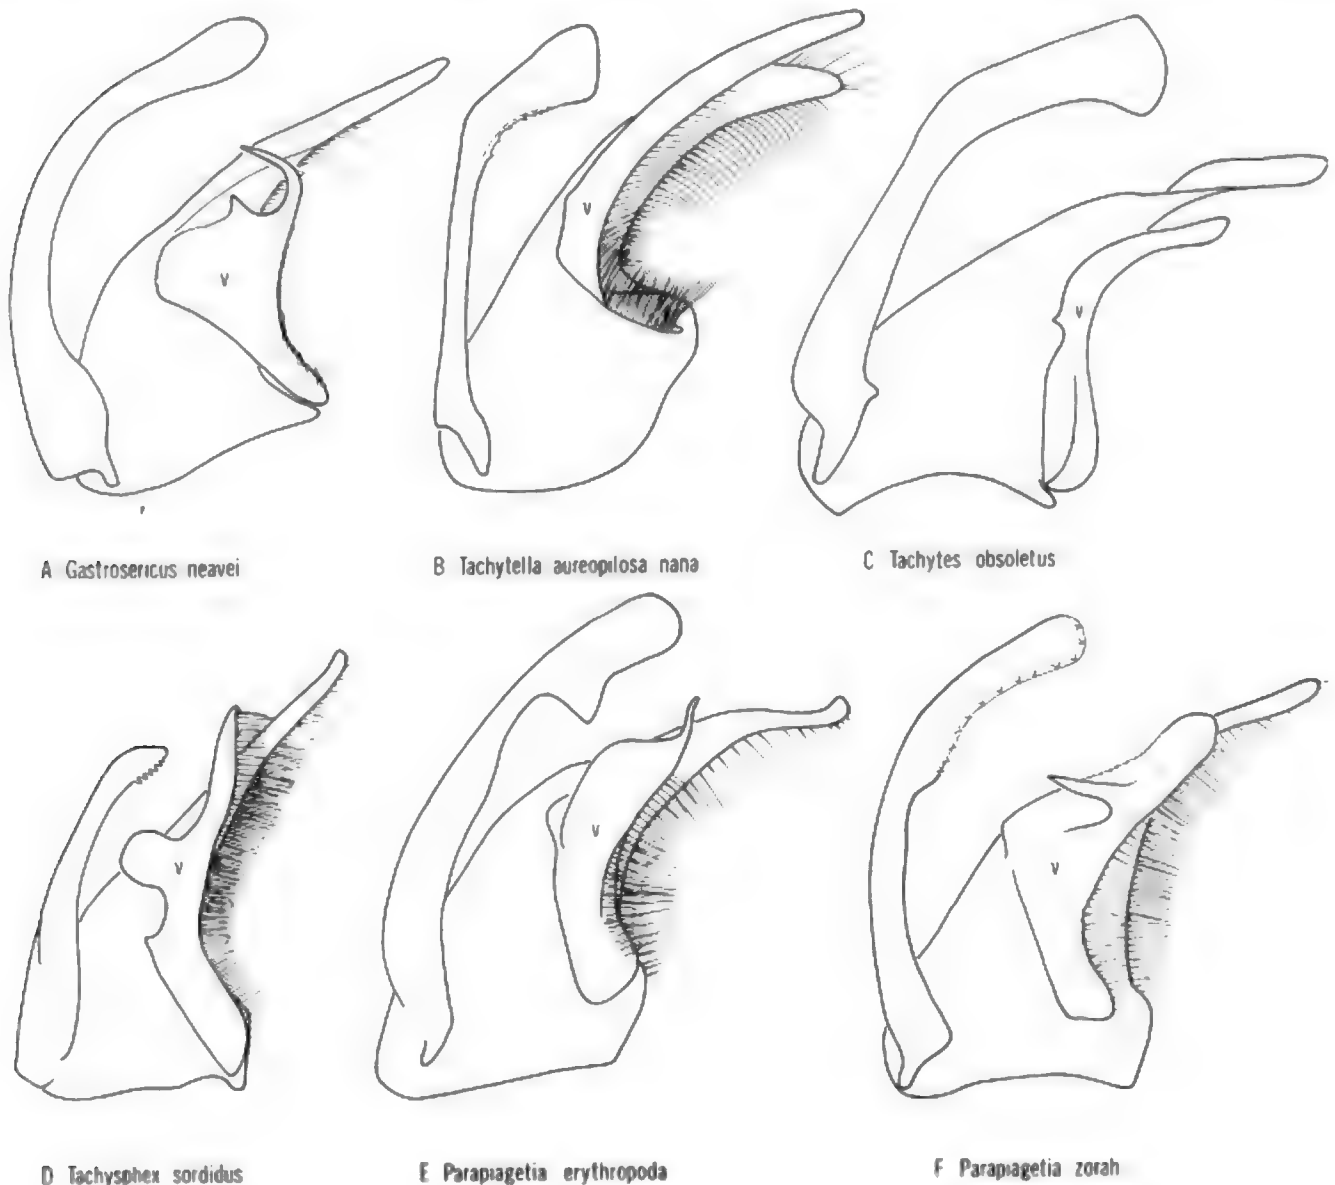 V
V
V
A Gastrosericus neavei
B Tachytella aureopilosa nana
C Tachytes obsoletus
V
V
V
D Tachysphex sordidus
E Parapiagetia erythropoda
F Parapiagetia zorah